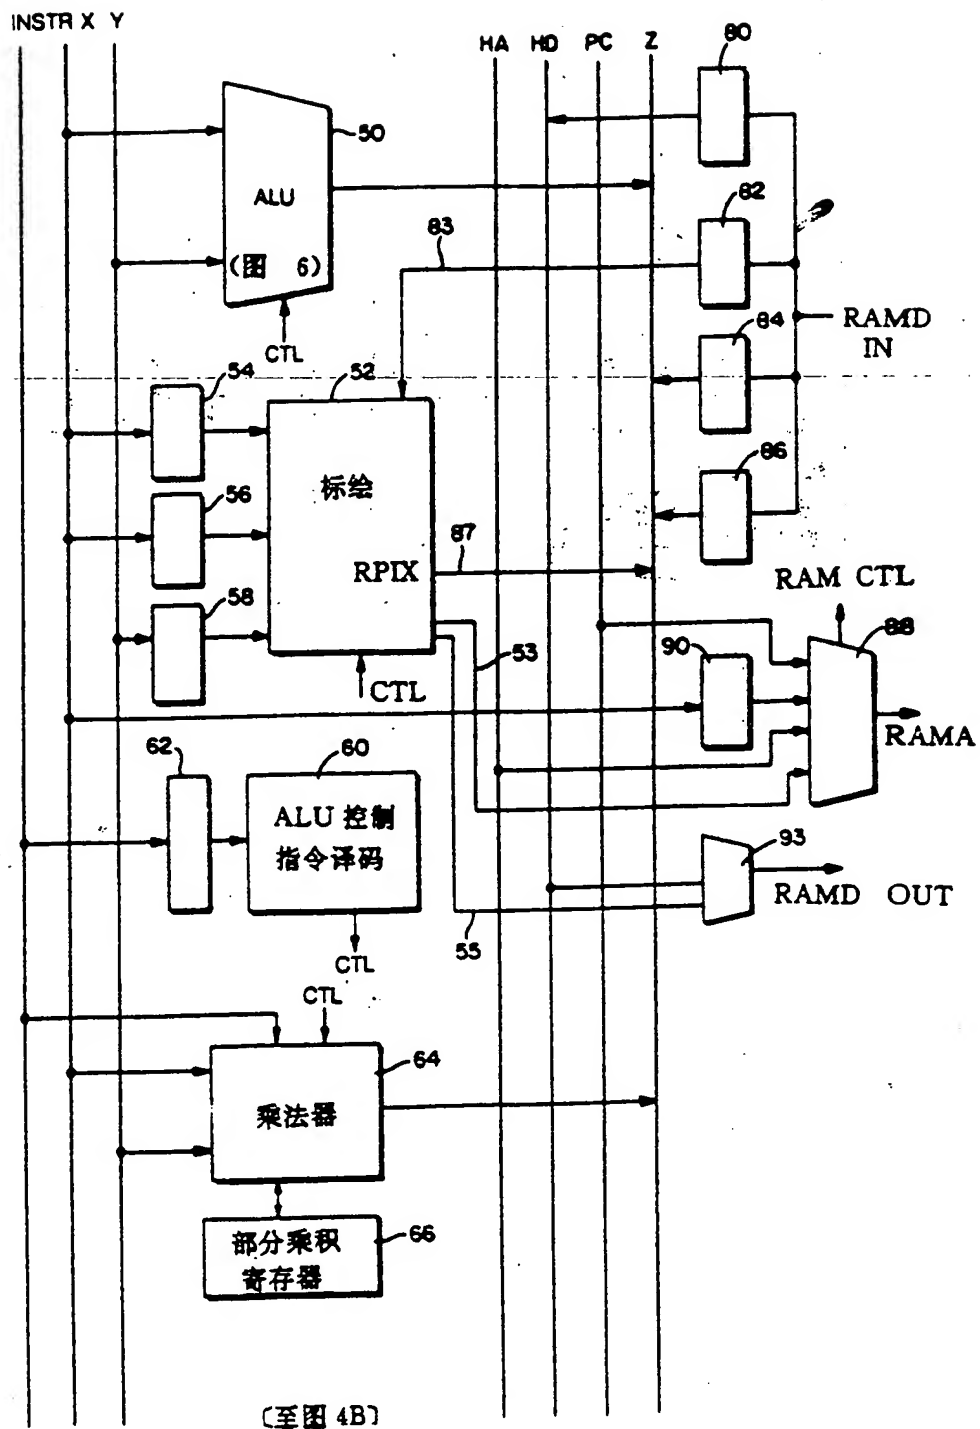 INSTR X Y
HA HD PC Z
80
50
ALU
(图 6)
CTL
82
83
84
RAMD
IN
54
52
86
标绘
56
RPIX
87
58
RAM CTL
88
53
90
CTL
RAMA
62
60
ALU 控制
指令译码
93
RAMD OUT
55
CTL
CTL
64
乘法器
部分乘积
寄存器
66
〔至图 4B〕